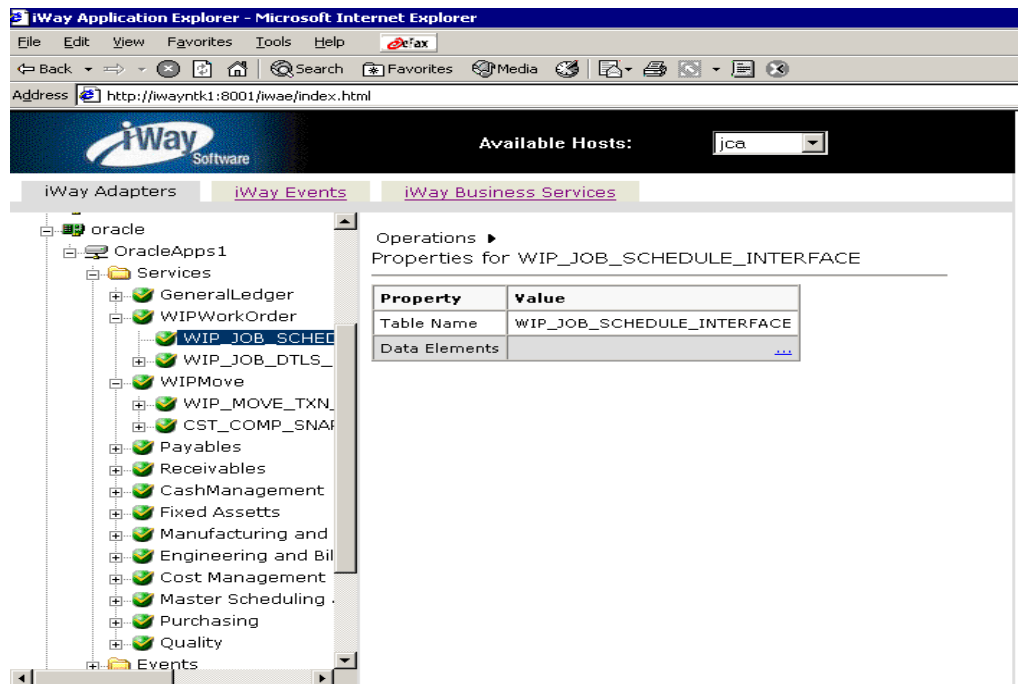 iWay Application Explorer - Microsoft Internet Explorer
File Edit View Favorites Tools Help eFax
Back Search Favorites Media
Address http://iwayntk1:8001/iwae/index.html
iWay Software Available Hosts: jca
iWay Adapters iWay Events iWay Business Services
oracle
OracleApps1
Services
GeneralLedger
WIPWorkOrder
WIP_JOB_SCHED
WIP_JOB_DTLS_
WIPMove
WIP_MOVE_TXN_
CST_COMP_SNAP
Payables
Receivables
CashManagement
Fixed Assetts
Manufacturing and
Engineering and Bil
Cost Management
Master Scheduling
Purchasing
Quality
Events
Operations
Properties for WIP_JOB_SCHEDULE_INTERFACE
Property Value
Table Name WIP_JOB_SCHEDULE_INTERFACE
Data Elements ...